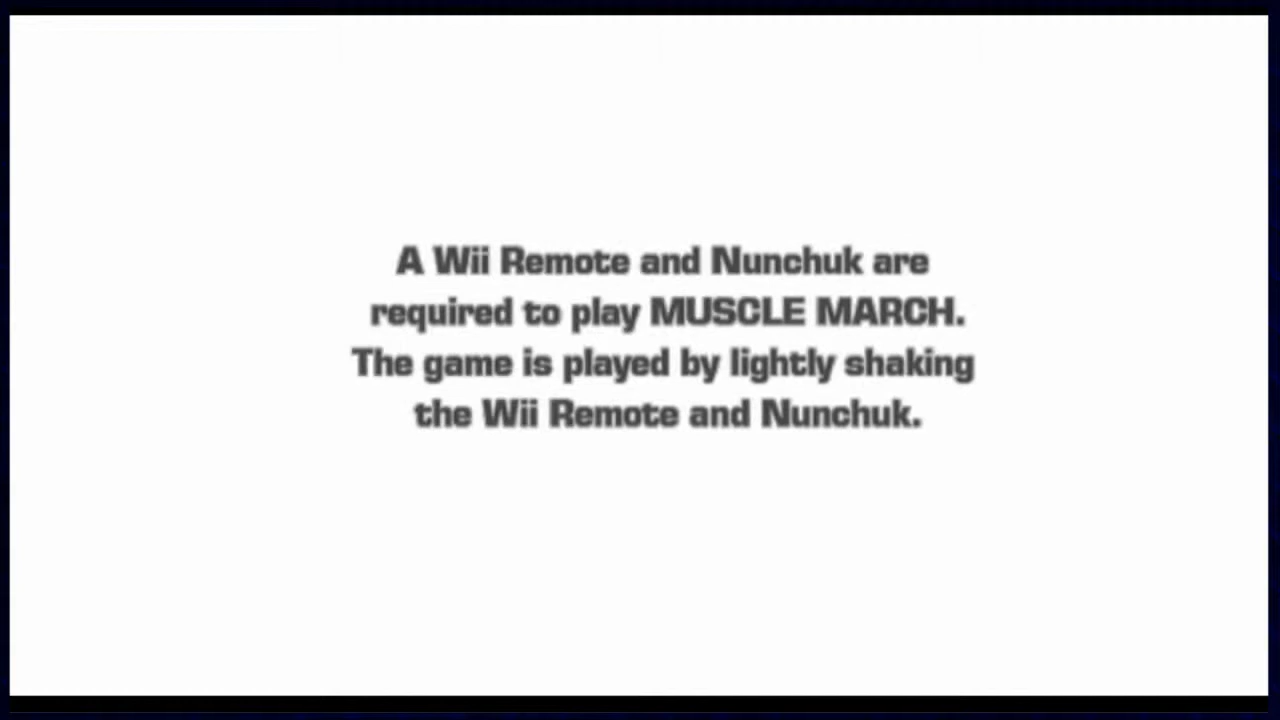 A Wii Remote and Nunchuk are
required to play MUSCLE MARCH.
The game is played by lightly shaking
the Wii Remote and Nunchuk.